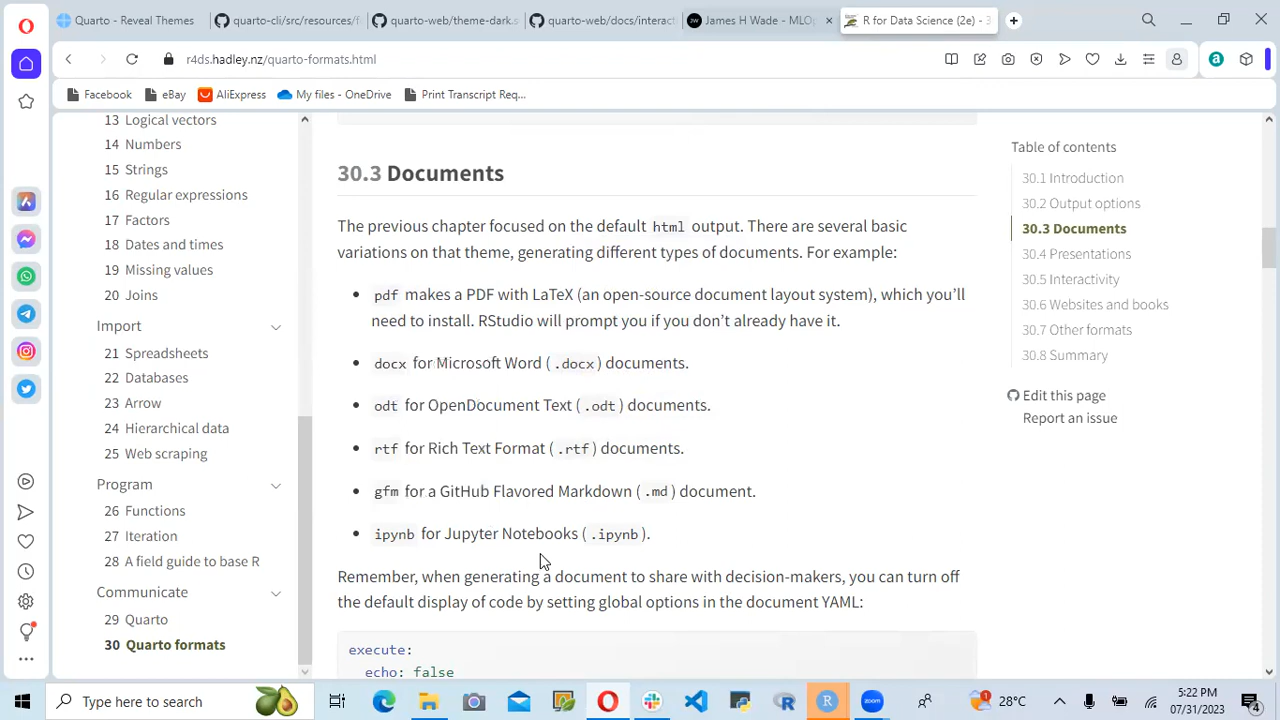 Quarto – Reveal Themes
quarto-cli/src/resources/f
quarto-web/theme-dark.s
quarto-web/docs/interact
James H Wade – MLOp
R for Data Science (2e) - 3
r4ds.hadley.nz/quarto-formats.html
Facebook
eBay
AliExpress
My files - OneDrive
Print Transcript Req...
13 Logical vectors
14 Numbers
15 Strings
16 Regular expressions
17 Factors
18 Dates and times
19 Missing values
20 Joins
Import
21 Spreadsheets
22 Databases
23 Arrow
24 Hierarchical data
25 Web scraping
Program
26 Functions
27 Iteration
28 A field guide to base R
Communicate
29 Quarto
30 Quarto formats
30.3 Documents
The previous chapter focused on the default html output. There are several basic
variations on that theme, generating different types of documents. For example:
• pdf makes a PDF with LaTeX (an open-source document layout system), which you’ll
need to install. RStudio will prompt you if you don’t already have it.
• docx for Microsoft Word (.docx) documents.
• odt for OpenDocument Text (.odt) documents.
• rtf for Rich Text Format (.rtf) documents.
• gfm for a GitHub Flavored Markdown (.md) document.
• ipynb for Jupyter Notebooks (.ipynb).
Remember, when generating a document to share with decision-makers, you can turn off
the default display of code by setting global options in the document YAML:
execute:
echo: false
Table of contents
30.1 Introduction
30.2 Output options
30.3 Documents
30.4 Presentations
30.5 Interactivity
30.6 Websites and books
30.7 Other formats
30.8 Summary
Edit this page
Report an issue
Type here to search
28°C
5:22 PM
07/31/2023